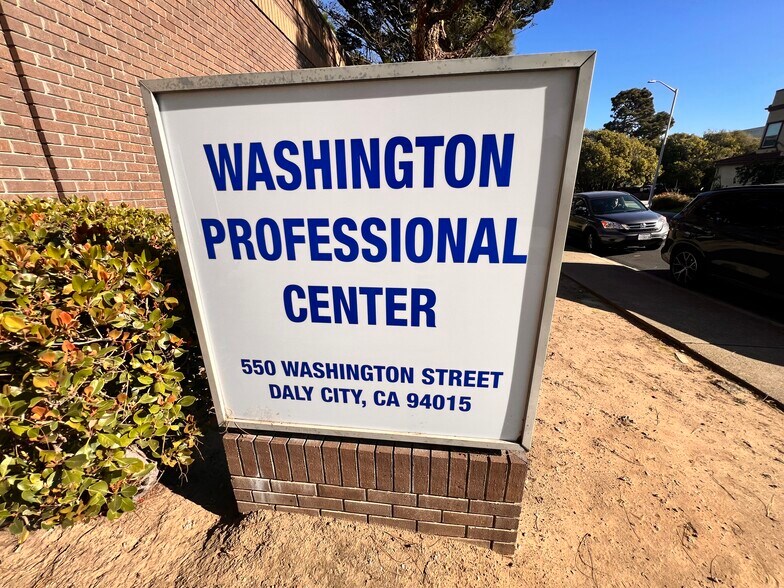 WASHINGTON
PROFESSIONAL
CENTER
550 WASHINGTON STREET
DALY CITY, CA 94015